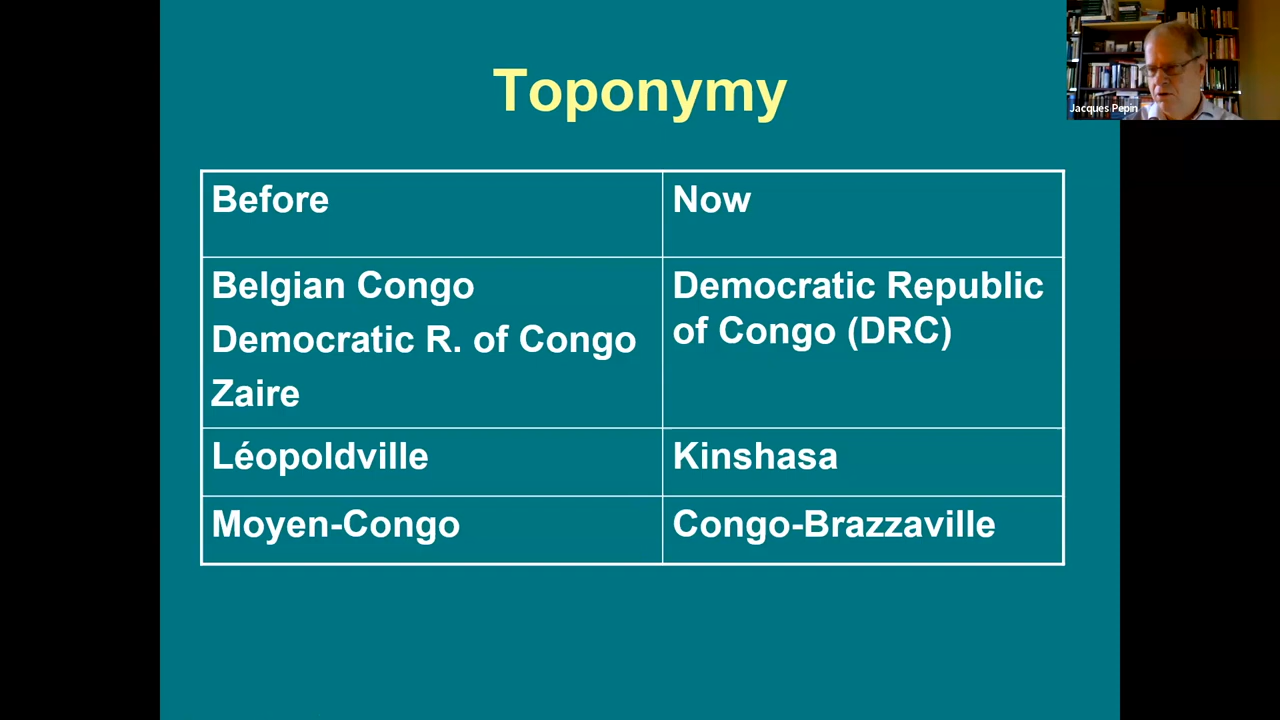 Toponymy
Jacques Pepin
Before
Now
Belgian Congo
Democratic R. of Congo
Zaire
Democratic Republic
of Congo (DRC)
Léopoldville
Kinshasa
Moyen-Congo
Congo-Brazzaville